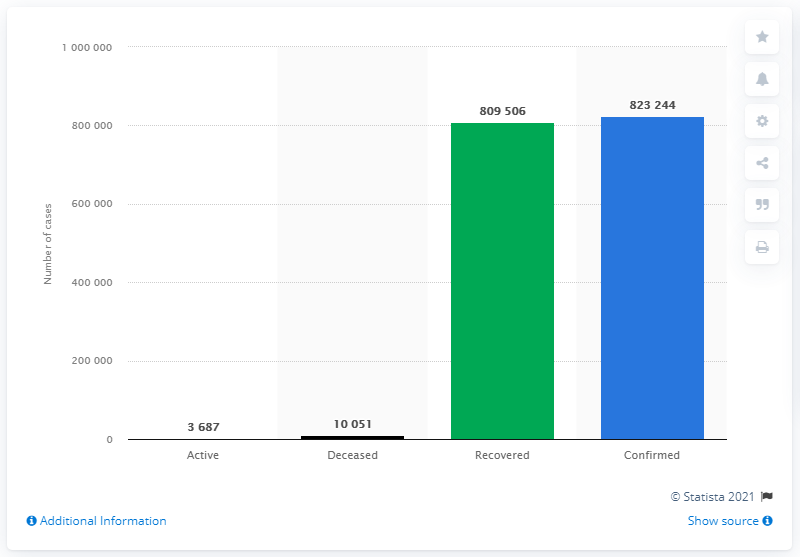 1 000 000
800 000
600 000
400 000
200 000
0
Number of cases
3 687
10 051
809 506
823 244
Active
Deceased
Recovered
Confirmed
© Statista 2021
Additional Information
Show source